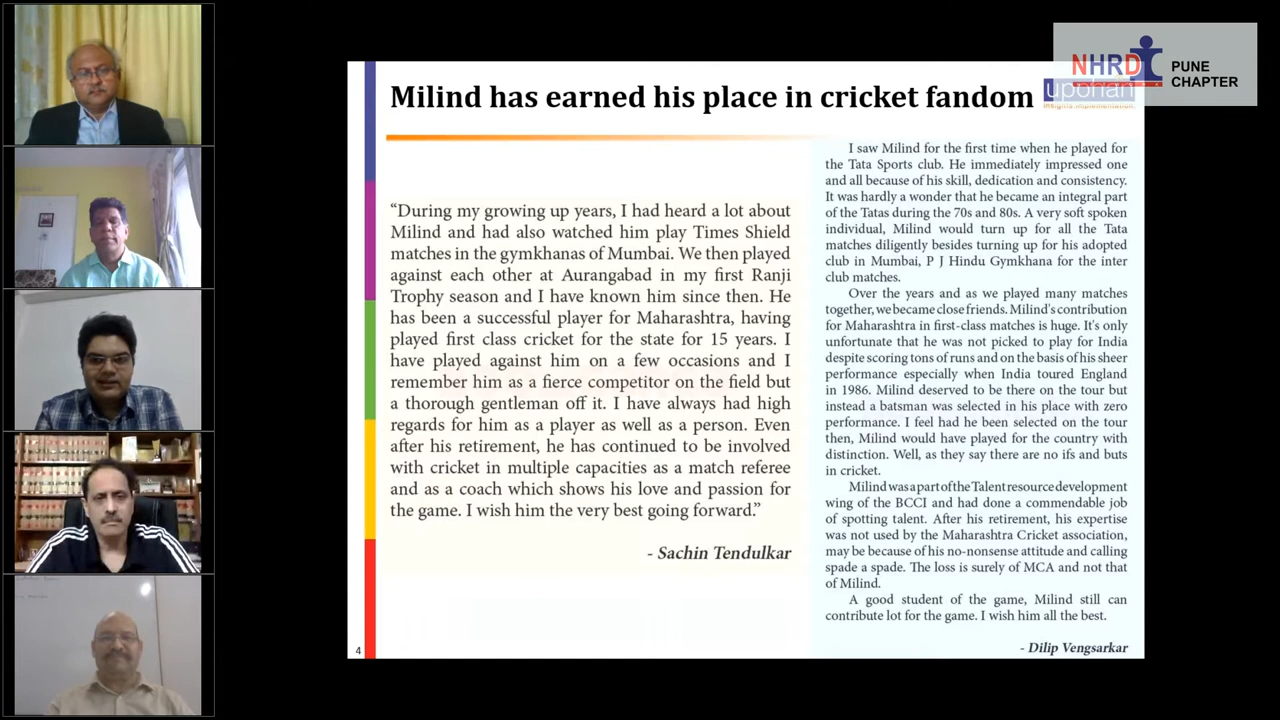 NHRD
PUNE
CHAPTER
upohan
Insights. Implementation.
Milind has earned his place in cricket fandom
“During my growing up years, I had heard a lot about
Milind and had also watched him play Times Shield
matches in the gymkhanas of Mumbai. We then played
against each other at Aurangabad in my first Ranji
Trophy season and I have known him since then. He
has been a successful player for Maharashtra, having
played first class cricket for the state for 15 years. I
have played against him on a few occasions and I
remember him as a fierce competitor on the field but
a thorough gentleman off it. I have always had high
regards for him as a player as well as a person. Even
after his retirement, he has continued to be involved
with cricket in multiple capacities as a match referee
and as a coach which shows his love and passion for
the game. I wish him the very best going forward.”
- Sachin Tendulkar
I saw Milind for the first time when he played for
the Tata Sports club. He immediately impressed one
and all because of his skill, dedication and consistency.
It was hardly a wonder that he became an integral part
of the Tatas during the 70s and 80s. A very soft spoken
individual, Milind would turn up for all the Tata
matches diligently besides turning up for his adopted
club in Mumbai, P J Hindu Gymkhana for the inter
club matches.
Over the years and as we played many matches
together, we became close friends. Milind's contribution
for Maharashtra in first-class matches is huge. It's only
unfortunate that he was not picked to play for India
despite scoring tons of runs and on the basis of his sheer
performance especially when India toured England
in 1986. Milind deserved to be there on the tour but
instead a batsman was selected in his place with zero
performance. I feel had he been selected on the tour
then, Milind would have played for the country with
distinction. Well, as they say there are no ifs and buts
in cricket.
Milind was a part of the Talent resource development
wing of the BCCI and had done a commendable job
of spotting talent. After his retirement, his expertise
was not used by the Maharashtra Cricket association,
may be because of his no-nonsense attitude and calling
spade a spade. The loss is surely of MCA and not that
of Milind.
A good student of the game, Milind still can
contribute lot for the game. I wish him all the best.
- Dilip Vengsarkar
4